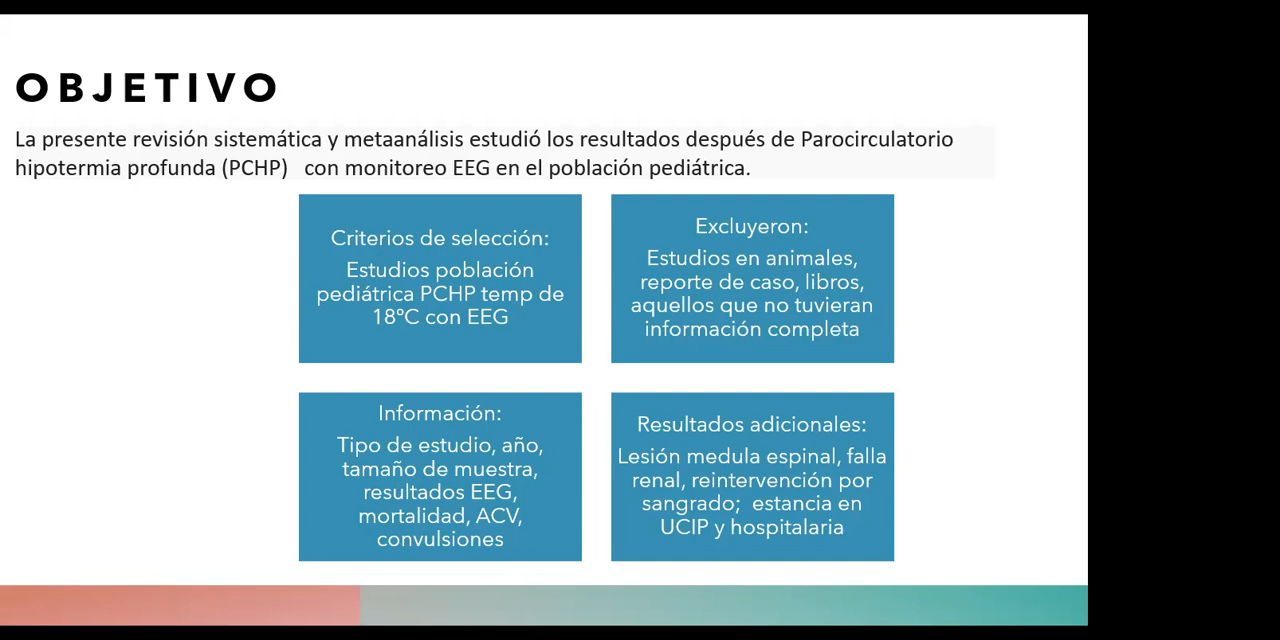 OBJETIVO
La presente revisión sistemática y metaanálisis estudió los resultados después de Parocirculatorio
hipotermia profunda (PCHP) con monitoreo EEG en el población pediátrica.
Criterios de selección:
Estudios población
pediátrica PCHP temp de
18ºC con EEG
Excluyeron:
Estudios en animales,
reporte de caso, libros,
aquellos que no tuvieran
información completa
Información:
Tipo de estudio, año,
tamaño de muestra,
resultados EEG,
mortalidad, ACV,
convulsiones
Resultados adicionales:
Lesión medula espinal, falla
renal, reintervención por
sangrado; estancia en
UCIP y hospitalaria